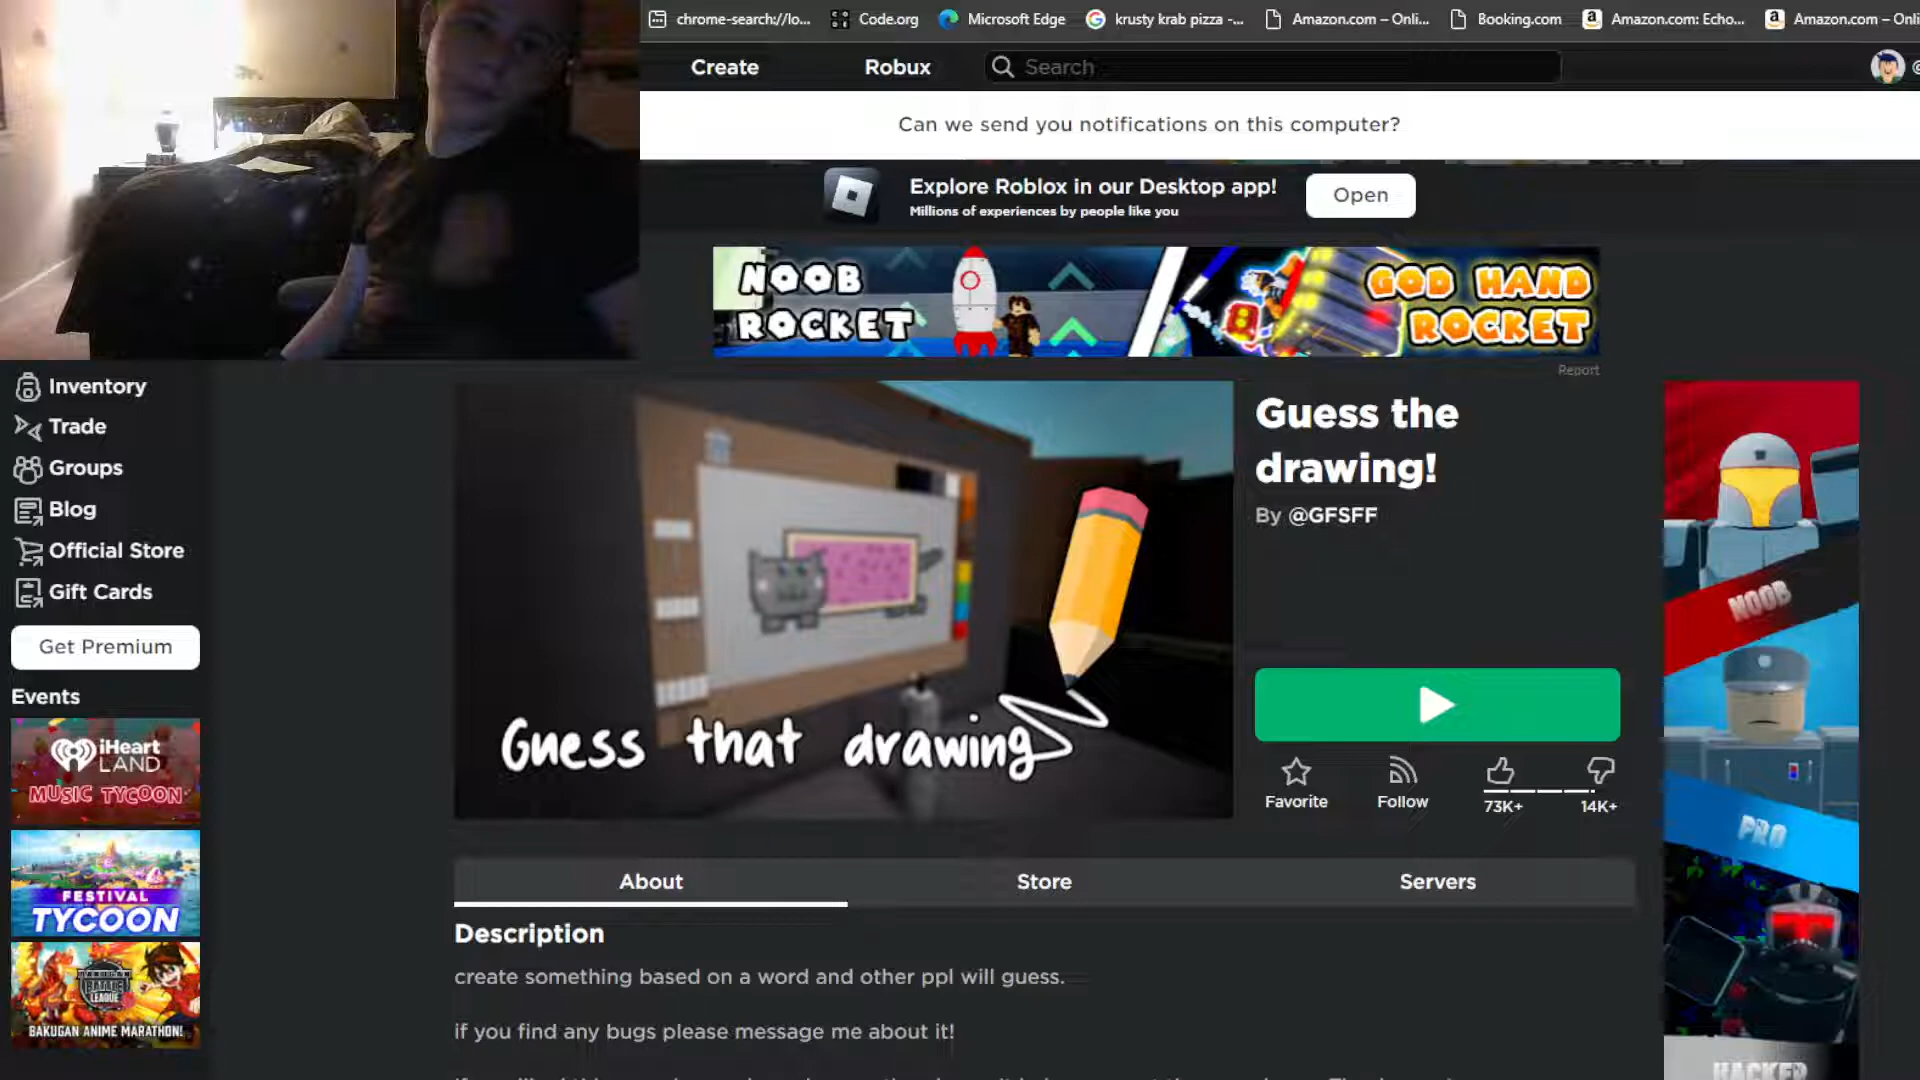 chrome-search://lo...
Code.org
Microsoft Edge
krusty krab pizza -...
Amazon.com – Onli...
Booking.com
Amazon.com: Echo...
Amazon.com – Onli
Create
Robux
Search
Can we send you notifications on this computer?
Explore Roblox in our Desktop app!
Millions of experiences by people like you
Open
NOOB
ROCKET
GOD HAND
ROCKET
Report
Inventory
Trade
Groups
Blog
Official Store
Gift Cards
Get Premium
Events
iHeart
LAND
MUSIC TYCOON
FESTIVAL
TYCOON
BATTLE
LEAGUE
BAKUGAN ANIME MARATHON!
Guess that drawing
Guess the
drawing!
By @GFSFF
Favorite
Follow
73K+
14K+
NOOB
PRO
HACKER
About
Store
Servers
Description
create something based on a word and other ppl will guess.
if you find any bugs please message me about it!